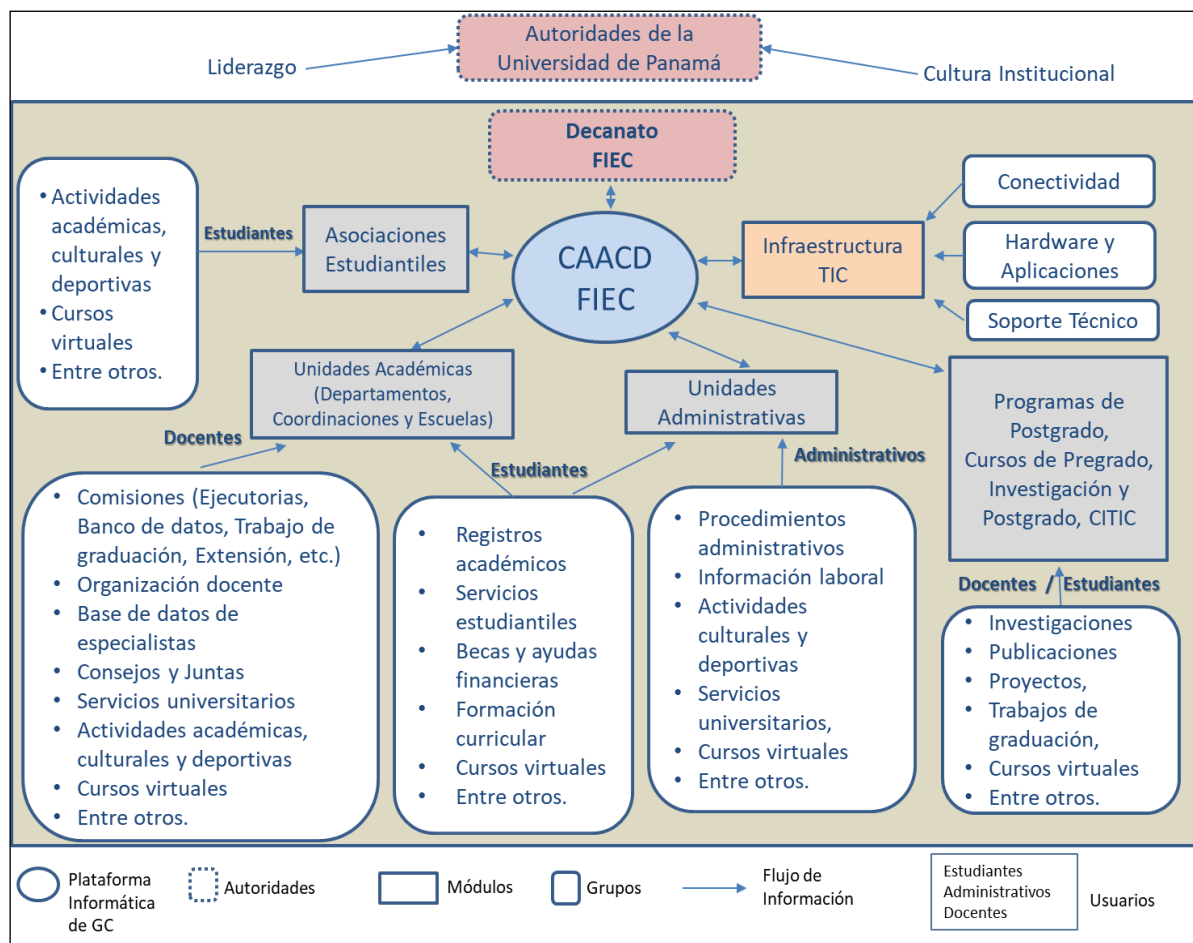 Autoridades de la
Universidad de Panamá
Liderazgo
Cultura Institucional
Decanato
FIEC
• Actividades
académicas,
culturales y
deportivas
• Cursos
virtuales
• Entre otros.
Estudiantes
Asociaciones
Estudiantiles
CAACD
FIEC
Infraestructura
TIC
Conectividad
Hardware y
Aplicaciones
Soporte Técnico
Unidades Académicas
(Departamentos,
Coordinaciones y Escuelas)
Unidades
Administrativas
Programas de
Postgrado,
Cursos de Pregrado,
Investigación y
Postgrado, CITIC
Docentes
Estudiantes
Administrativos
Docentes / Estudiantes
• Comisiones (Ejecutorias,
Banco de datos, Trabajo de
graduación, Extensión, etc.)
• Organización docente
• Base de datos de
especialistas
• Consejos y Juntas
• Servicios universitarios
• Actividades académicas,
culturales y deportivas
• Cursos virtuales
• Entre otros.
• Registros
académicos
• Servicios
estudiantiles
• Becas y ayudas
financieras
• Formación
curricular
• Cursos virtuales
• Entre otros.
• Procedimientos
administrativos
• Información laboral
• Actividades
culturales y
deportivas
• Servicios
universitarios,
• Cursos virtuales
• Entre otros.
• Investigaciones
• Publicaciones
• Proyectos,
• Trabajos de
graduación,
• Cursos virtuales
• Entre otros.
Plataforma
Informática
de GC
Autoridades
Módulos
Grupos
Flujo de
Información
Estudiantes
Administrativos
Docentes
Usuarios